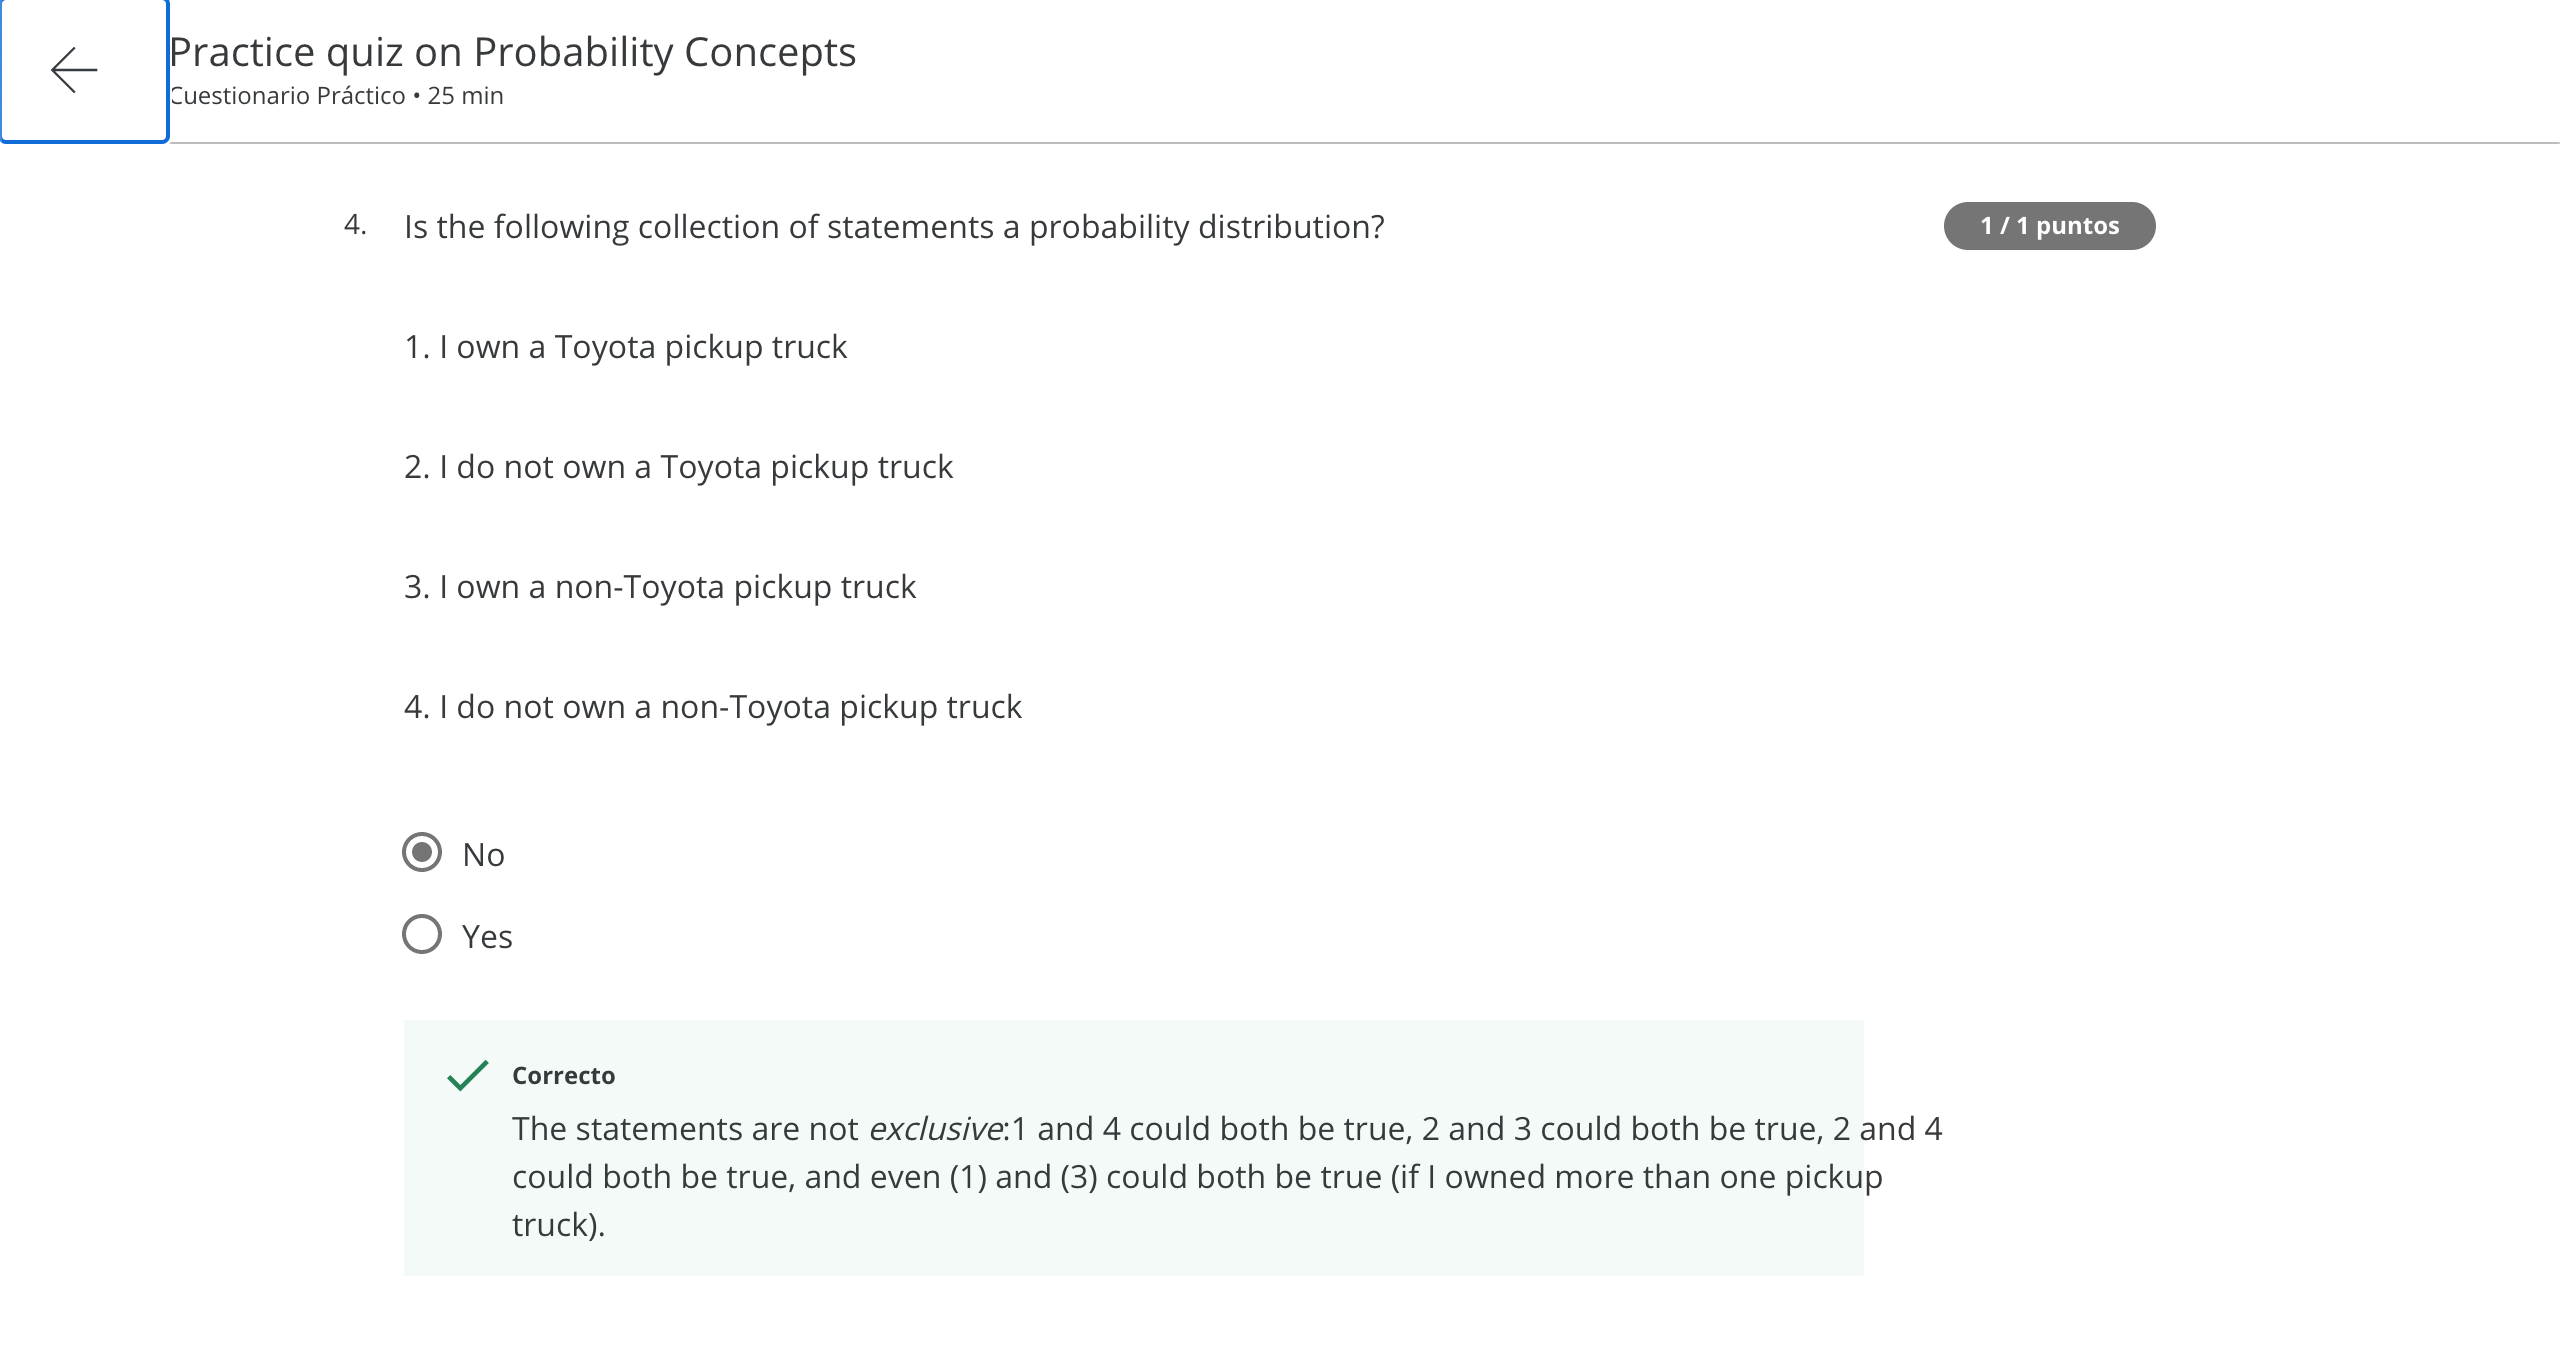 Practice quiz on Probability Concepts
Cuestionario Práctico • 25 min
4. Is the following collection of statements a probability distribution?
1 / 1 puntos
1. I own a Toyota pickup truck
2. I do not own a Toyota pickup truck
3. I own a non-Toyota pickup truck
4. I do not own a non-Toyota pickup truck
No
Yes
Correcto
The statements are not exclusive:1 and 4 could both be true, 2 and 3 could both be true, 2 and 4
could both be true, and even (1) and (3) could both be true (if I owned more than one pickup
truck).